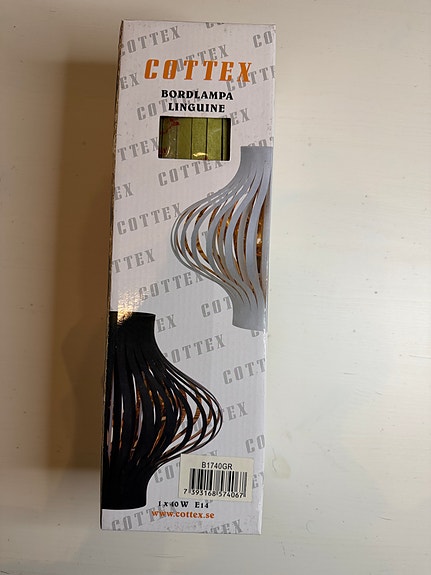 COTTEX
BORDLAMPA
LINGUINE
B1740GR
7 393168 574067
1 x 40 W E14
www.cottex.se